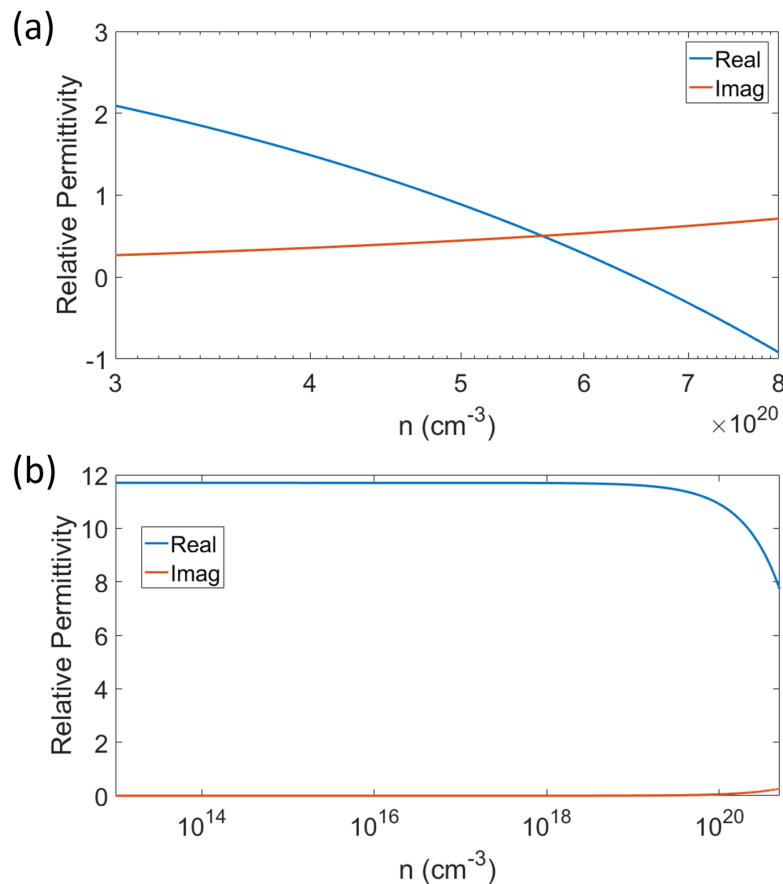 (a)
3
2
1
0
-1
Relative Permittivity
Real
Imag
3 4 5 6 7 8
n (cm⁻³)
×10²⁰
(b)
12
10
8
6
4
2
0
Relative Permittivity
Real
Imag
10¹⁴ 10¹⁶ 10¹⁸ 10²⁰
n (cm⁻³)